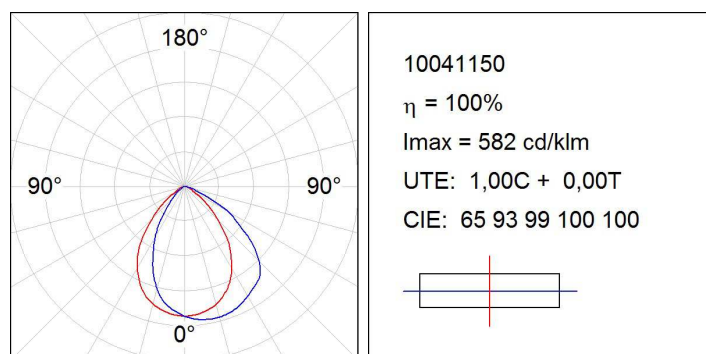 180°
90°
90°
0°
10041150
η = 100%
Imax = 582 cd/klm
UTE: 1,00C + 0,00T
CIE: 65 93 99 100 100